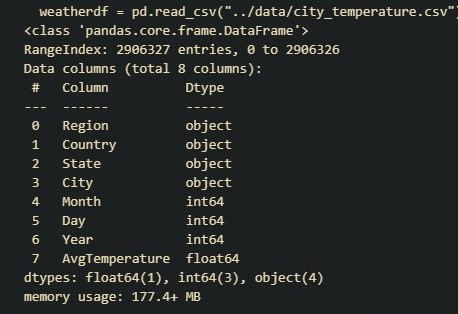 weatherdf = pd.read_csv("../data/city_temperature.csv")
<class 'pandas.core.frame.DataFrame'>
RangeIndex: 2906327 entries, 0 to 2906326
Data columns (total 8 columns):
 #   Column          Dtype
---  ------          -----
 0   Region          object
 1   Country         object
 2   State           object
 3   City            object
 4   Month           int64
 5   Day             int64
 6   Year            int64
 7   AvgTemperature  float64
dtypes: float64(1), int64(3), object(4)
memory usage: 177.4+ MB